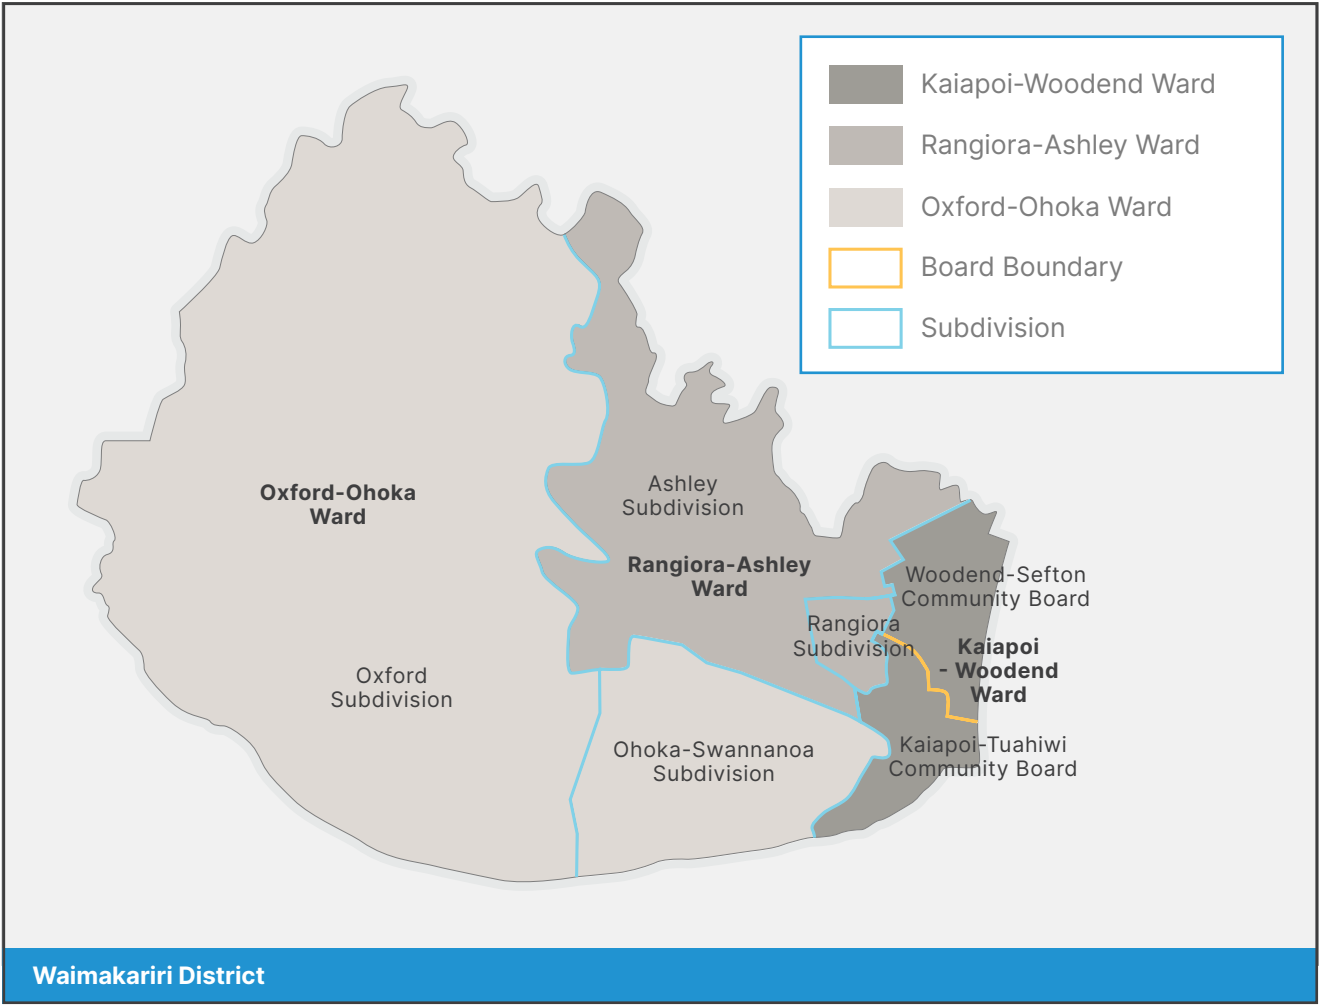 Kaiapoi-Woodend Ward
Rangiora-Ashley Ward
Oxford-Ohoka Ward
Board Boundary
Subdivision
Oxford-Ohoka
Ward
Ashley
Subdivision
Rangiora-Ashley
Ward
Woodend-Sefton
Community Board
Rangiora
Subdivision
Kaiapoi
- Woodend
Ward
Oxford
Subdivision
Ohoka-Swannanoa
Subdivision
Kaiapoi-Tuahiwi
Community Board
Waimakariri District